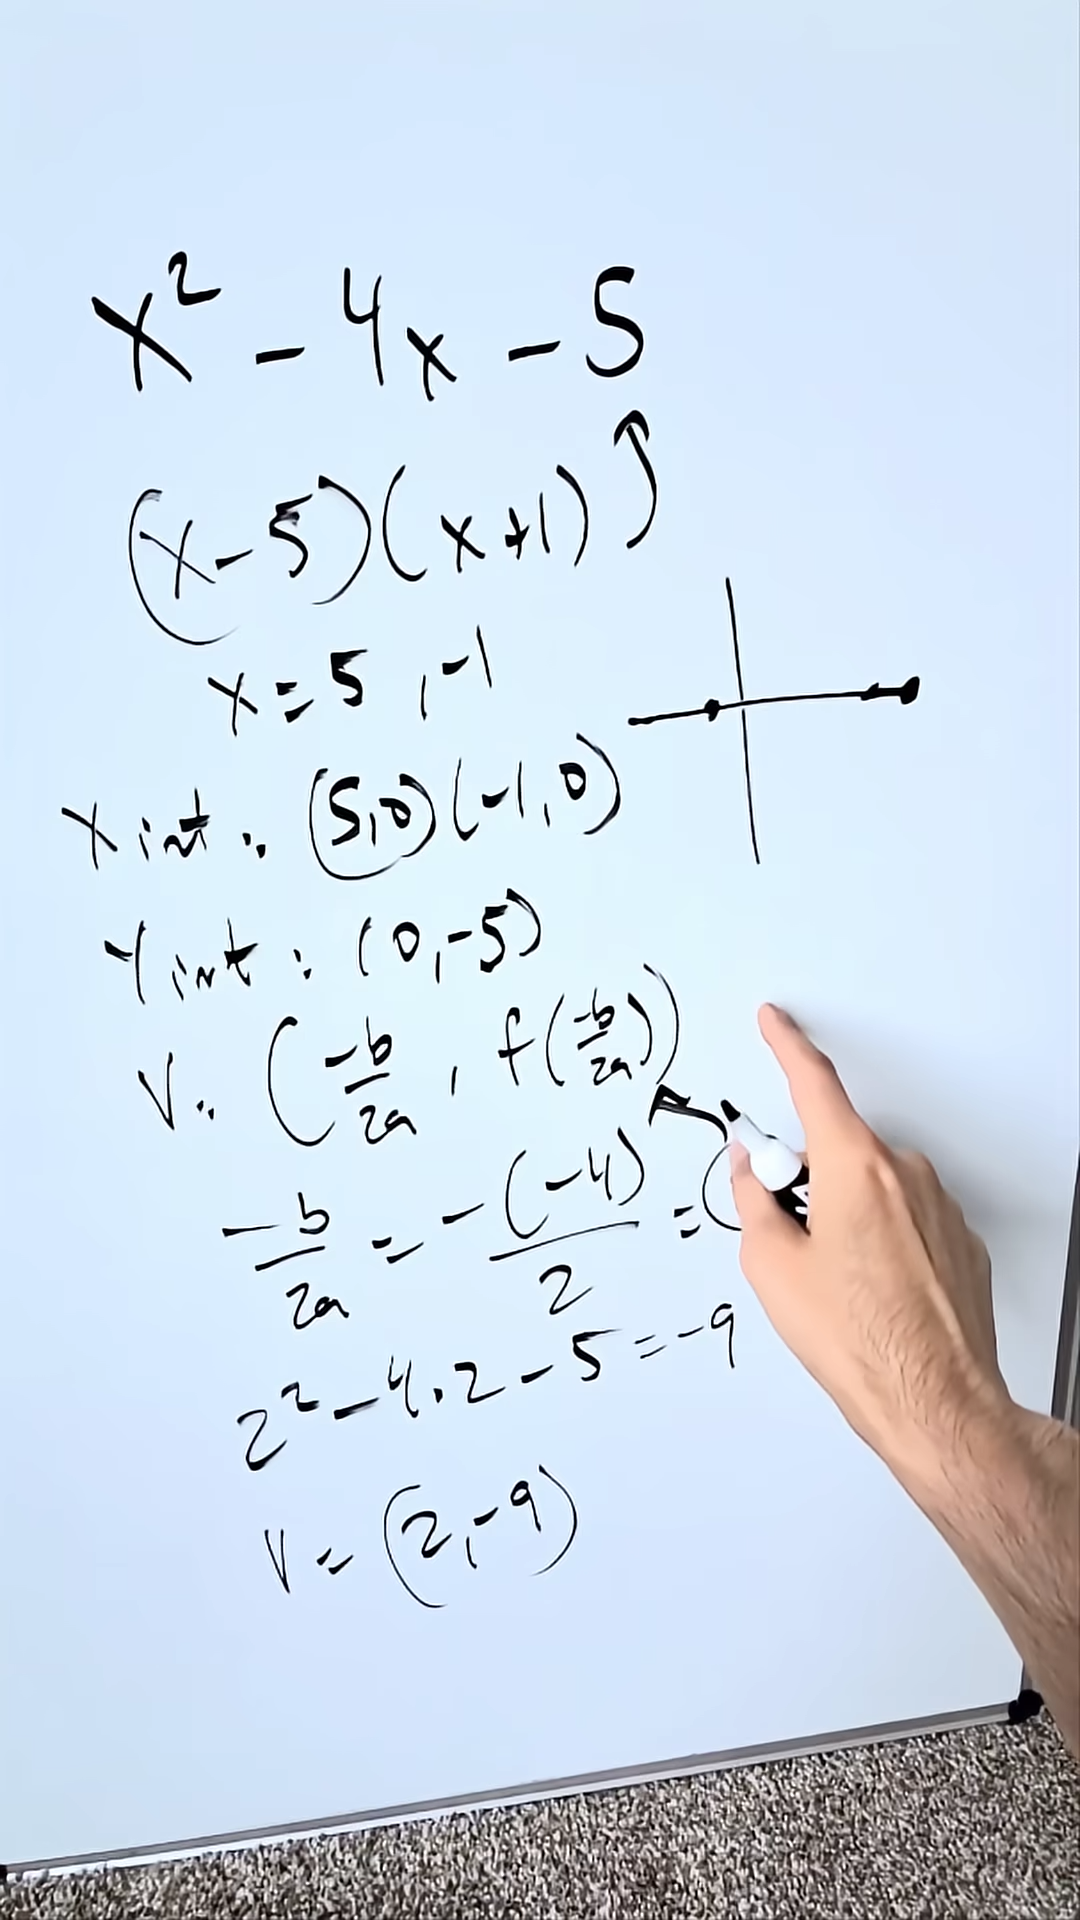 x² - 4x - 5
(x-5)(x+1)
x = 5, -1
X int: (5,0)(-1,0)
Y int: (0,-5)
V: (-b/2a, f(-b/2a))
-b/2a = -(-4)/2 = (
2² - 4·2 - 5 = -9
V = (2,-9)